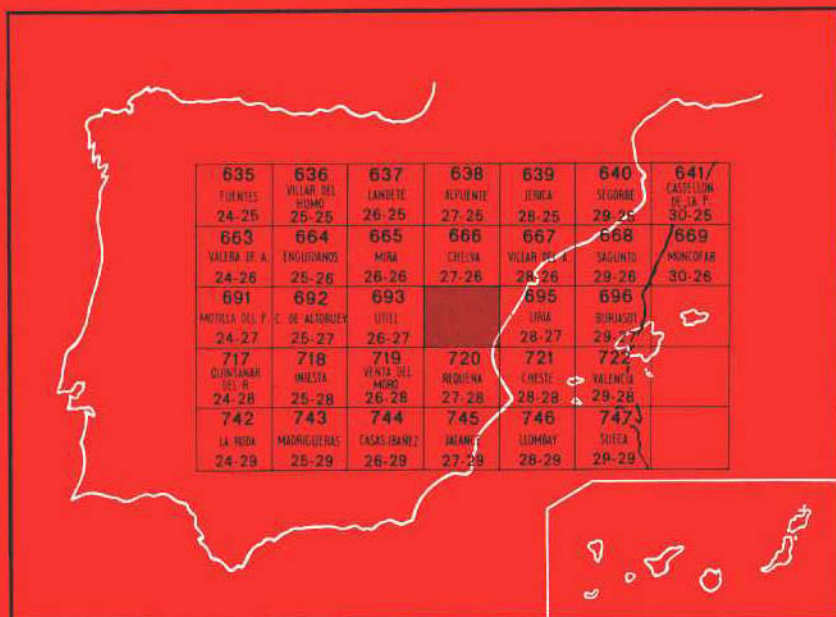 635
FUENTES
24-25
636
VILLAR DEL
HUMO
25-25
637
LANDETE
26-25
638
ALPUENTE
27-25
639
JERICA
28-25
640
SEGORBE
29-25
641
CASTELLON
DE LA P.
30-25
663
VALERA DE A.
24-26
664
ENGUIDANOS
25-26
665
MIRA
26-26
666
CHELVA
27-26
667
VILLAR DEL A.
28-26
668
SAGUNTO
29-26
669
MONCOFAR
30-26
691
MOTILLA DEL P.
24-27
692
C. DE ALTOBUEY
25-27
693
UTIEL
26-27
695
LIRIA
28-27
696
BURJASOT
29-27
717
QUINTANAR
DEL R.
24-28
718
INIESTA
25-28
719
VENTA DEL
MORO
26-28
720
REQUENA
27-28
721
CHESTE
28-28
722
VALENCIA
29-28
742
LA RODA
24-29
743
MADRIGUERAS
25-29
744
CASAS-IBAÑEZ
26-29
745
JALANCE
27-29
746
LLOMBAY
28-29
747
SUECA
29-29